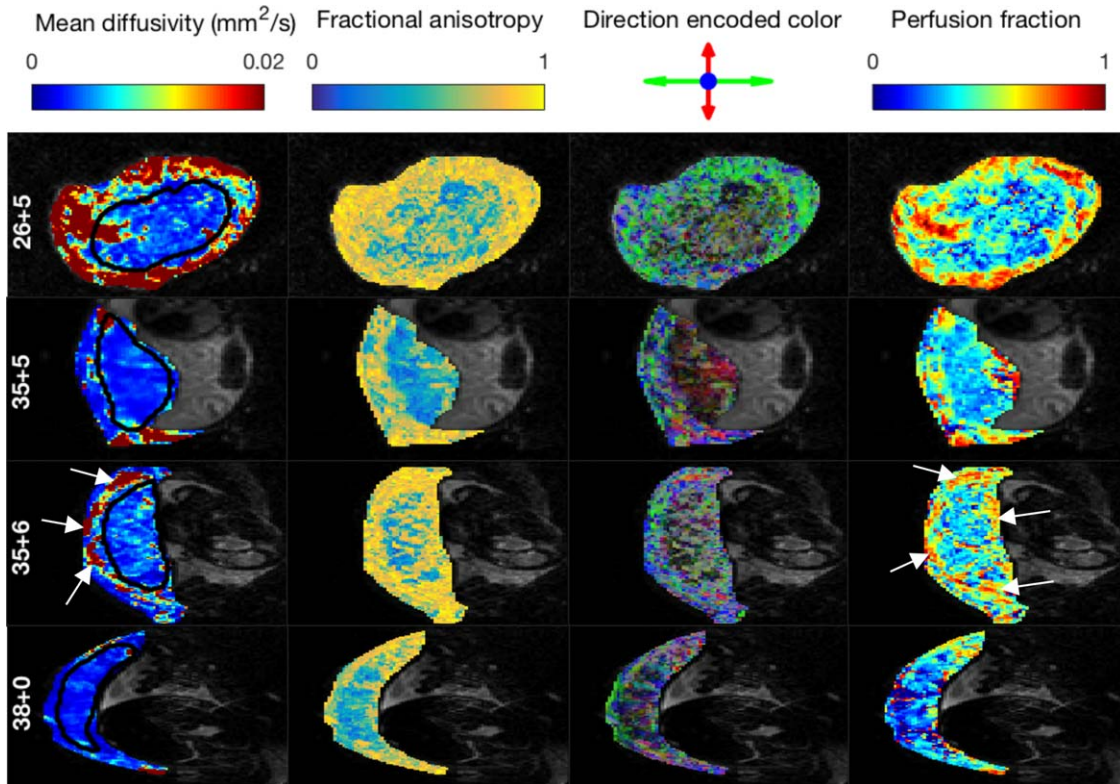 Mean diffusivity (mm²/s) Fractional anisotropy Direction encoded color Perfusion fraction
0 0.02 0 1 0 1
26+5
35+5
35+6
38+0